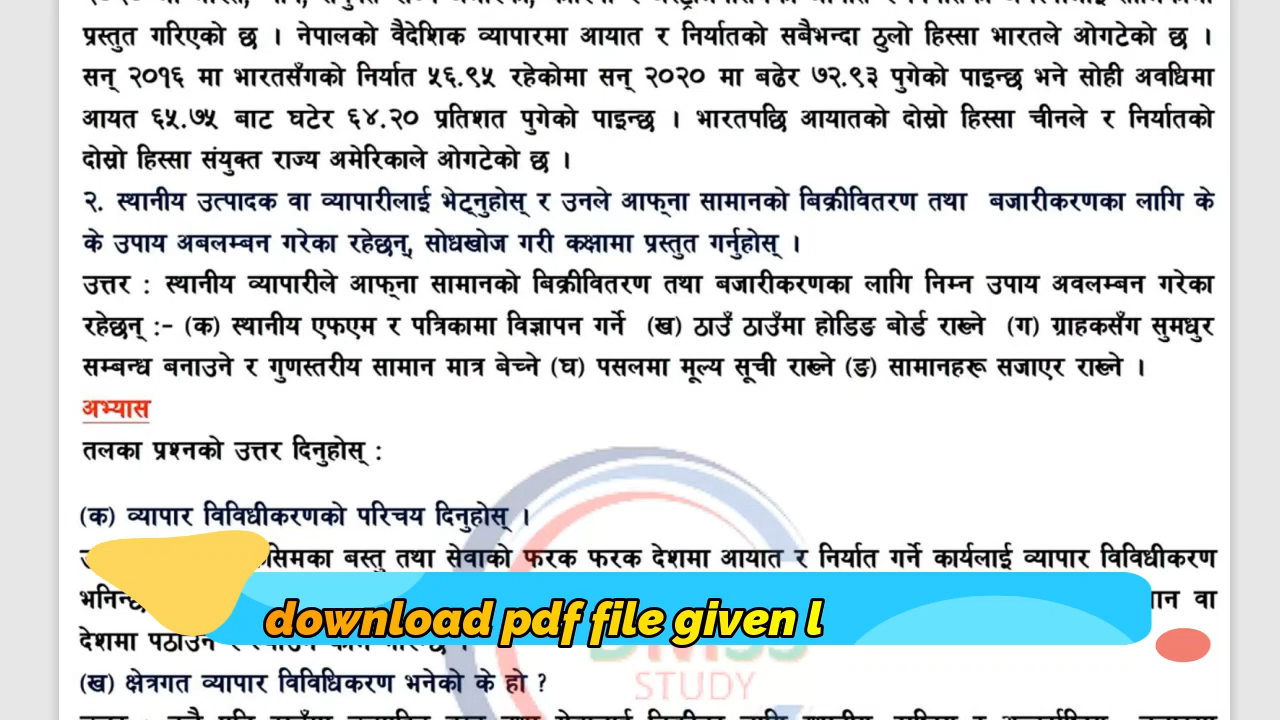 प्रस्तुत गरिएको छ । नेपालको वैदेशिक व्यापारमा आयात र निर्यातको सबैभन्दा ठुलो हिस्सा भारतले ओगटेको छ ।
सन् २०१६ मा भारतसँगको निर्यात ५६.९५ रहेकोमा सन् २०२० मा बढेर ७२.९३ पुगेको पाइन्छ भने सोही अवधिमा
आयत ६५.७५ बाट घटेर ६४.२० प्रतिशत पुगेको पाइन्छ । भारतपछि आयातको दोस्रो हिस्सा चीनले र निर्यातको
दोस्रो हिस्सा संयुक्त राज्य अमेरिकाले ओगटेको छ ।
२. स्थानीय उत्पादक वा व्यापारीलाई भेट्नुहोस् र उनले आफ्ना सामानको बिक्रीवितरण तथा बजारीकरणका लागि के
के उपाय अबलम्बन गरेका रहेछन्, सोधखोज गरी कक्षामा प्रस्तुत गर्नुहोस् ।
उत्तर : स्थानीय व्यापारीले आफ्ना सामानको बिक्रीवितरण तथा बजारीकरणका लागि निम्न उपाय अवलम्बन गरेका
रहेछन् :- (क) स्थानीय एफएम र पत्रिकामा विज्ञापन गर्ने (ख) ठाउँ ठाउँमा होडिङ बोर्ड राख्ने (ग) ग्राहकसँग सुमधुर
सम्बन्ध बनाउने र गुणस्तरीय सामान मात्र बेच्ने (घ) पसलमा मूल्य सूची राख्ने (ङ) सामानहरू सजाएर राख्ने ।
अभ्यास
तलका प्रश्नको उत्तर दिनुहोस् :
(क) व्यापार विविधीकरणको परिचय दिनुहोस् ।
बस्तु तथा सेवाको फरक फरक देशमा आयात र निर्यात गर्ने कार्यलाई व्यापार विविधीकरण
वा
download pdf file given l
देशमा
(ख) क्षेत्रगत व्यापार विविधिकरण भनेको के हो ?
STUDY